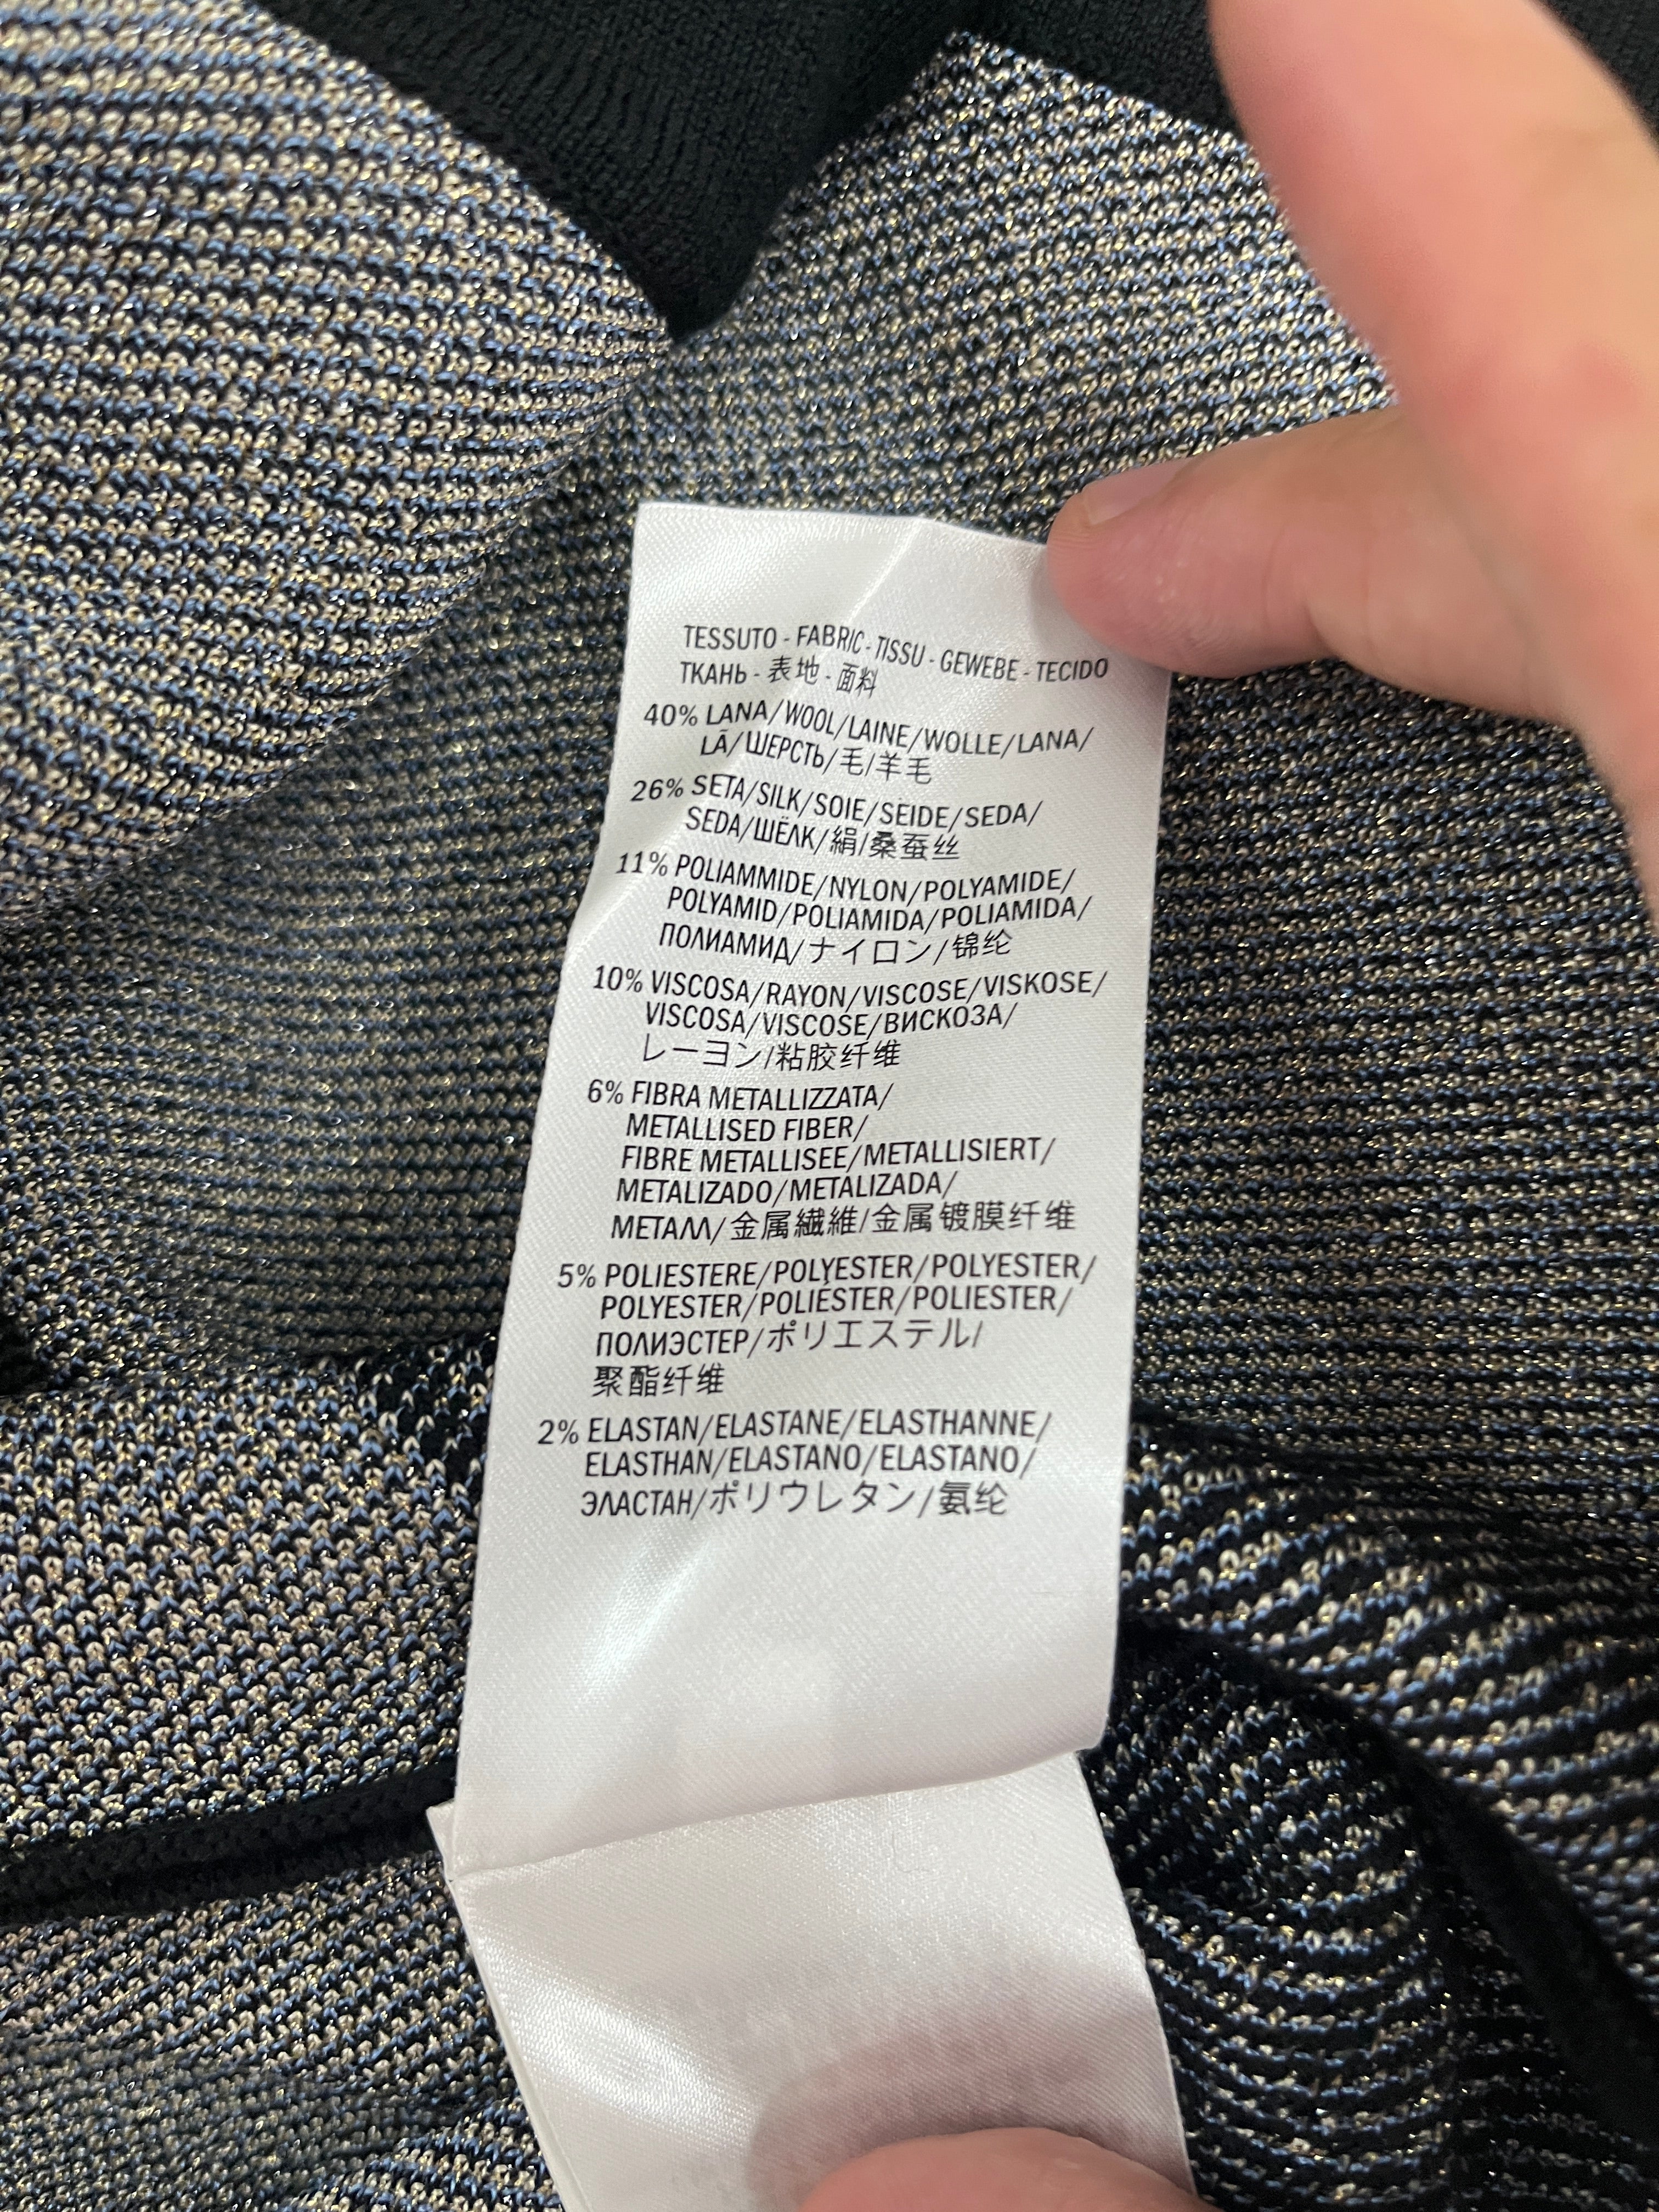 TESSUTO - FABRIC - TISSU - GEWEBE - TECIDO
ТКАНЬ - 表地 - 面料
40% LANA/WOOL/LAINE/WOLLE/LANA/
LÃ/ШЕРСТЬ/毛/羊毛
26% SETA/SILK/SOIE/SEIDE/SEDA/
SEDA/ШЁЛК/絹/桑蚕丝
11% POLIAMMIDE/NYLON/POLYAMIDE/
POLYAMID/POLIAMIDA/POLIAMIDA/
ПОЛИАМИД/ナイロン/锦纶
10% VISCOSA/RAYON/VISCOSE/VISKOSE/
VISCOSA/VISCOSE/ВИСКОЗА/
レーヨン/粘胶纤维
6% FIBRA METALLIZZATA/
METALLISED FIBER/
FIBRE METALLISEE/METALLISIERT/
METALIZADO/METALIZADA/
МЕТАЛЛ/金属繊維/金属镀膜纤维
5% POLIESTERE/POLYESTER/POLYESTER/
POLYESTER/POLIÉSTER/POLIESTER/
ПОЛИЭСТЕР/ポリエステル/
聚酯纤维
2% ELASTAN/ELASTANE/ELASTHANNE/
ELASTHAN/ELASTANO/ELASTANO/
ЭЛАСТАН/ポリウレタン/氨纶